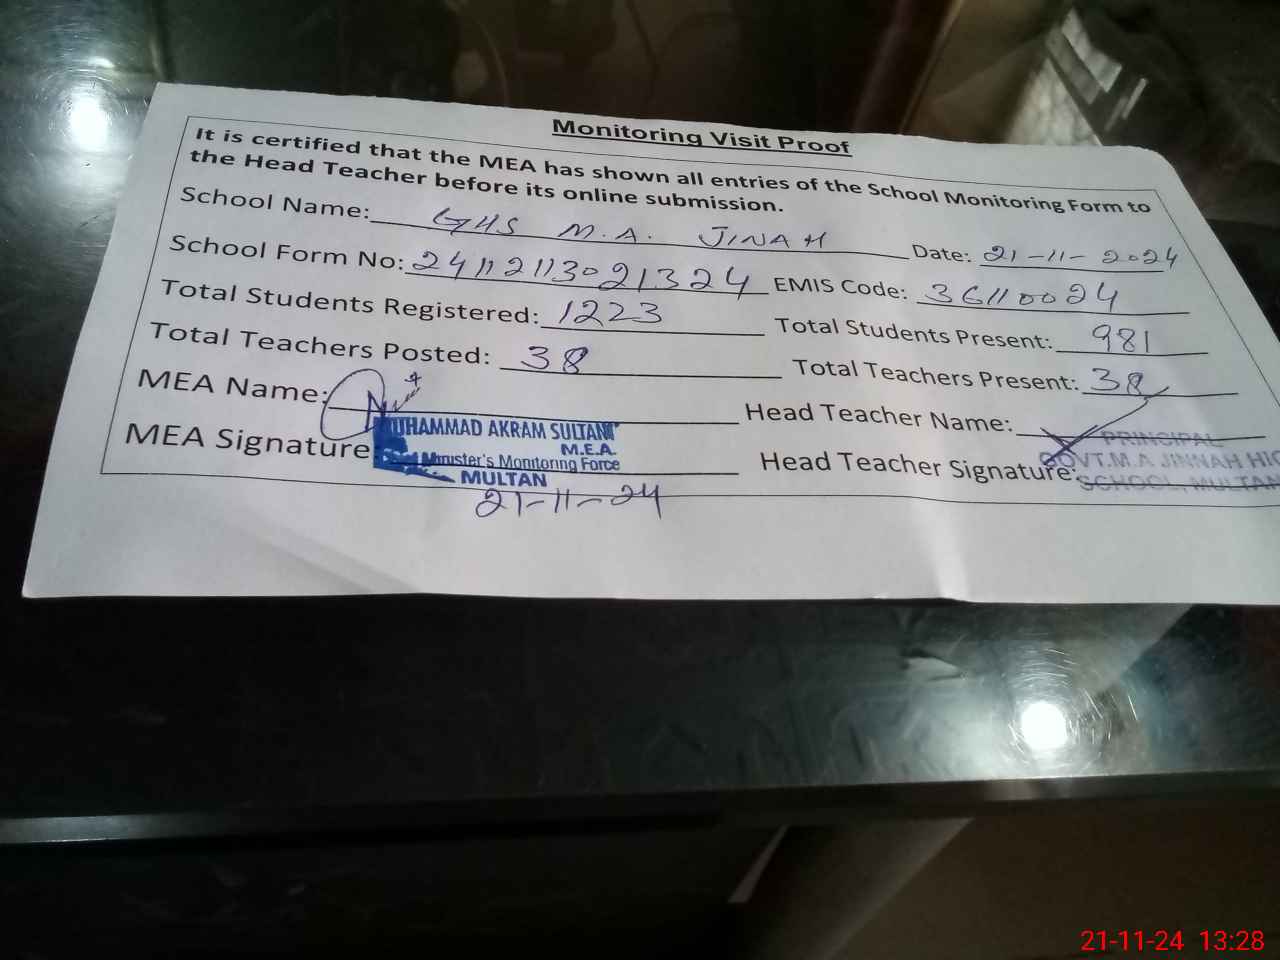 Monitoring Visit Proof
It is certified that the MEA has shown all entries of the School Monitoring Form to
the Head Teacher before its online submission.
School Name: GHS M.A. JINAH Date: 21-11-2024
School Form No: 24112113021324 EMIS Code: 36110024
Total Students Registered: 1223 Total Students Present: 981
Total Teachers Posted: 38 Total Teachers Present: 38
MEA Name: Head Teacher Name:
MUHAMMAD AKRAM SULTANI
M.E.A.
Minister's Monitoring Force
MULTAN
MEA Signature: Head Teacher Signature:
PRINCIPAL
GOVT.M.A JINNAH HIG
SCHOOL, MULTAN
21-11-24
21-11-24 13:28